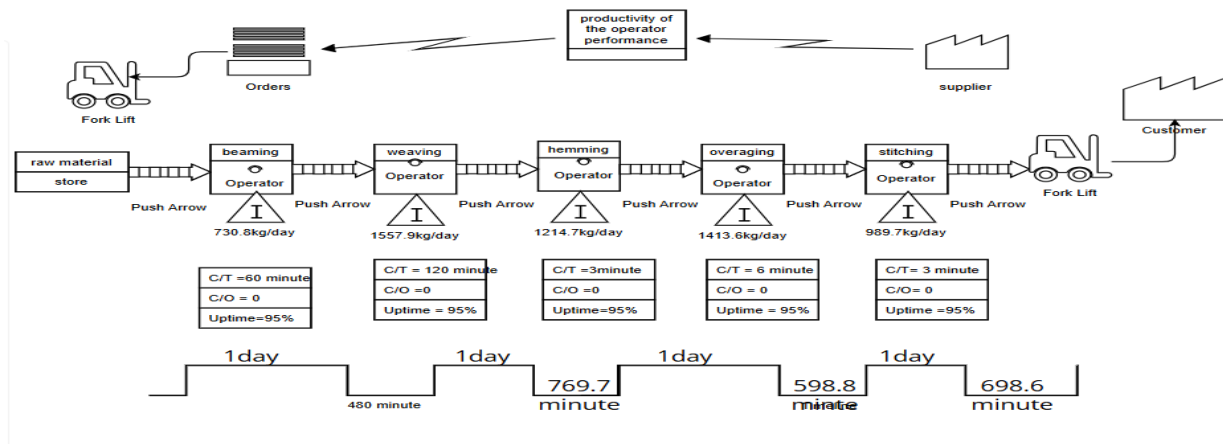 productivity of
the operator
performance
Orders
supplier
Fork Lift
Customer
raw material
store
beaming
Operator
weaving
Operator
hemming
Operator
overaging
Operator
stitching
Operator
Fork Lift
Push Arrow
Push Arrow
Push Arrow
Push Arrow
Push Arrow
Push Arrow
I
I
I
I
I
730.8kg/day
1557.9kg/day
1214.7kg/day
1413.6kg/day
989.7kg/day
C/T =60 minute
C/O = 0
Uptime=95%
C/T = 120 minute
C/O =0
Uptime = 95%
C/T =3minute
C/O = 0
Uptime=95%
C/T = 6 minute
C/O = 0
Uptime = 95%
C/T= 3 minute
C/O= 0
Uptime =95%
1day
480 minute
1day
769.7
minute
1day
598.8
minute
Timeline
1day
698.6
minute